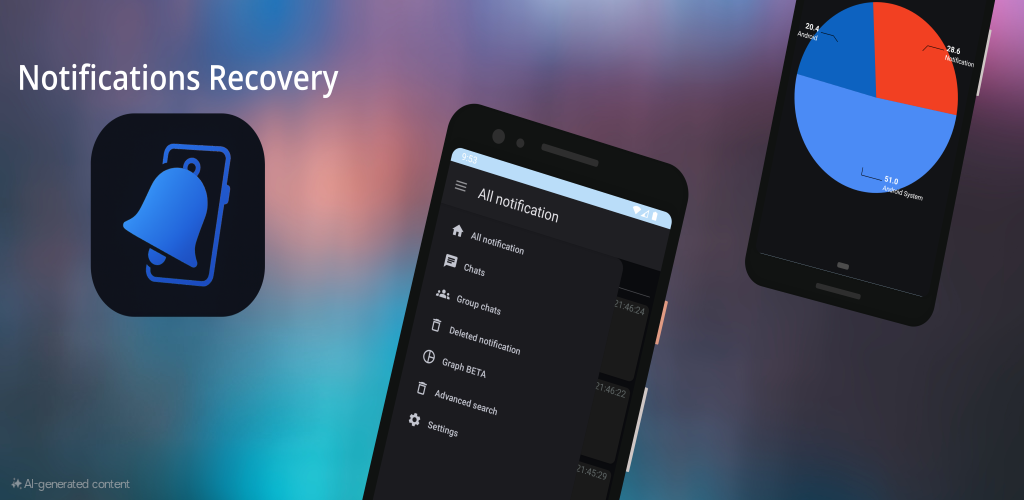 Notifications Recovery
9:53
All notification
All notification
Chats
Group chats
Deleted notification
Graph BETA
Advanced search
Settings
21:46:24
21:46:22
21:45:29
20.4
Android
28.6
Notification
51.0
Android System
AI-generated content